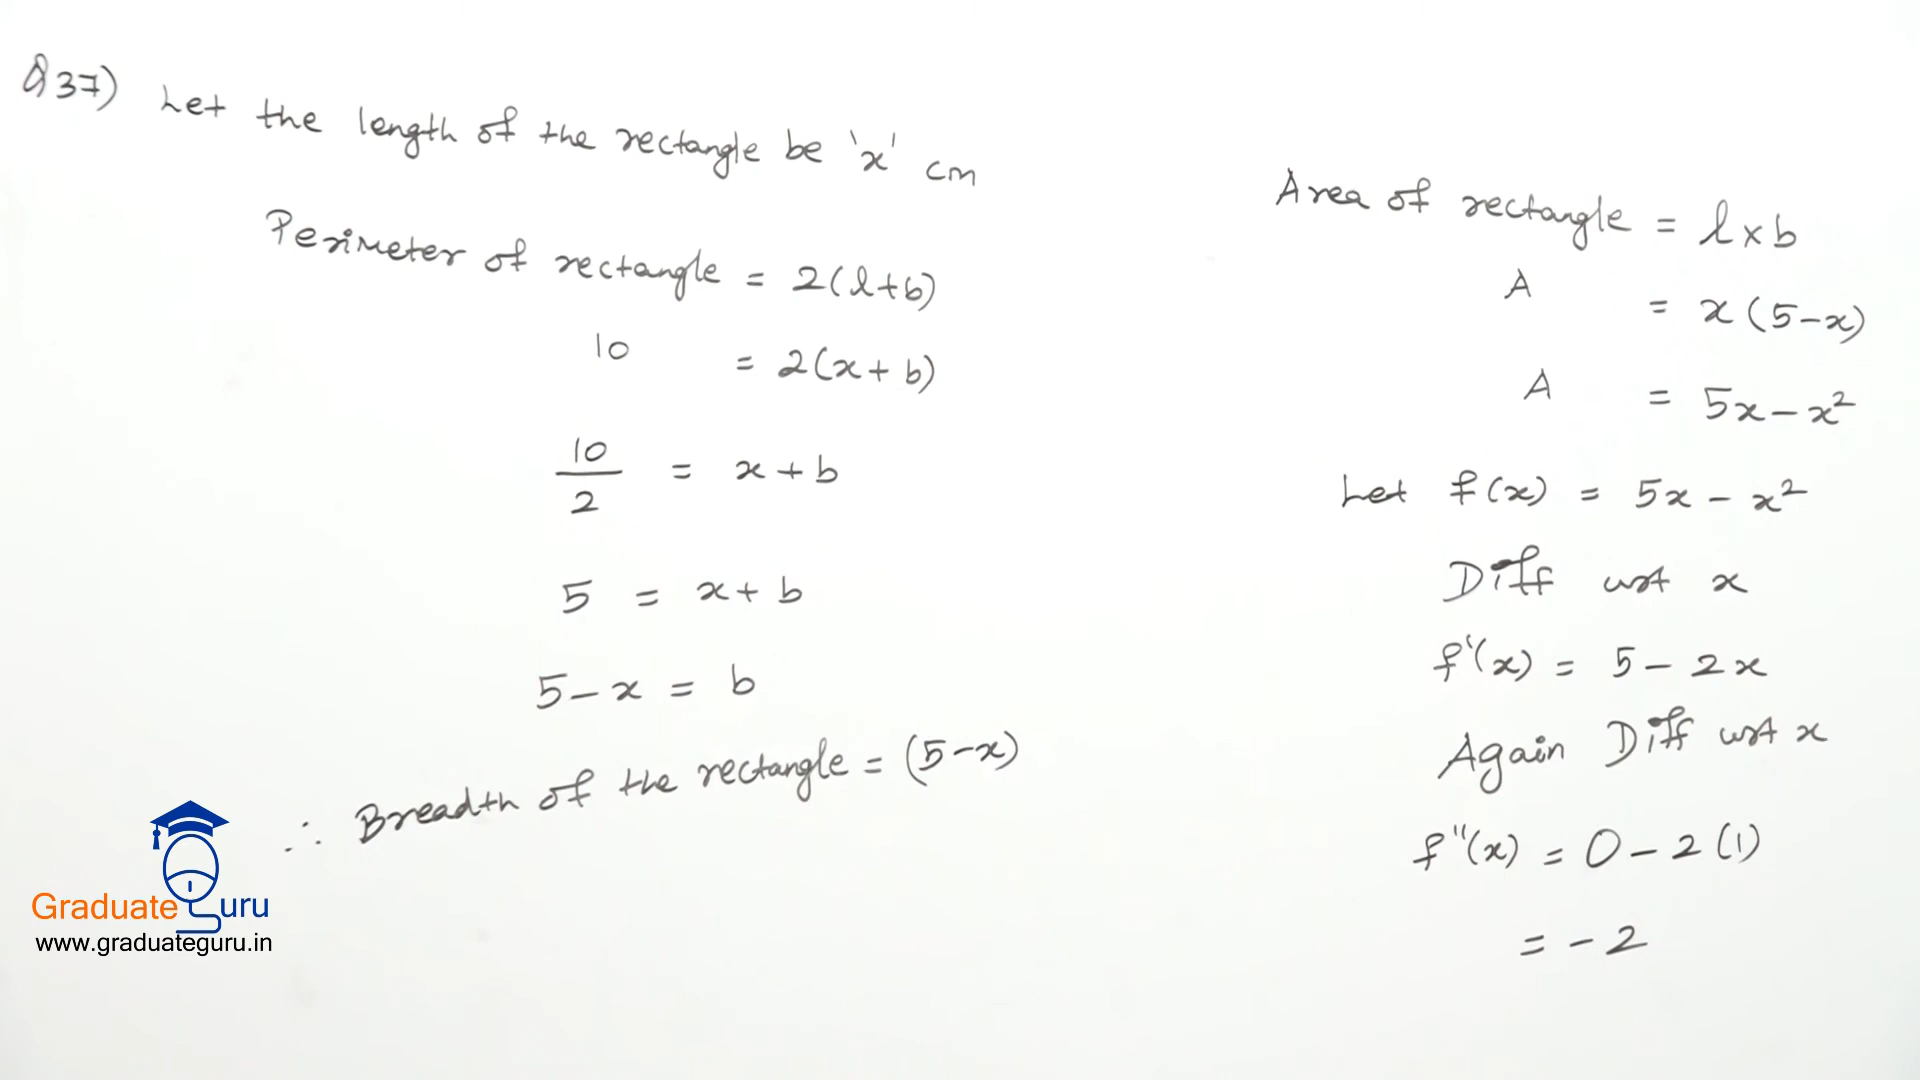 Q37) Let the length of the rectangle be 'x' cm
Perimeter of rectangle = 2(l+b)
10 = 2(x+b)
10/2 = x+b
5 = x+b
5-x = b
∴ Breadth of the rectangle = (5-x)
Area of rectangle = l×b
A = x(5-x)
A = 5x-x²
Let f(x) = 5x-x²
Diff wrt x
f'(x) = 5-2x
Again Diff wrt x
f"(x) = 0-2(1)
= -2
GraduateGuru
www.graduateguru.in